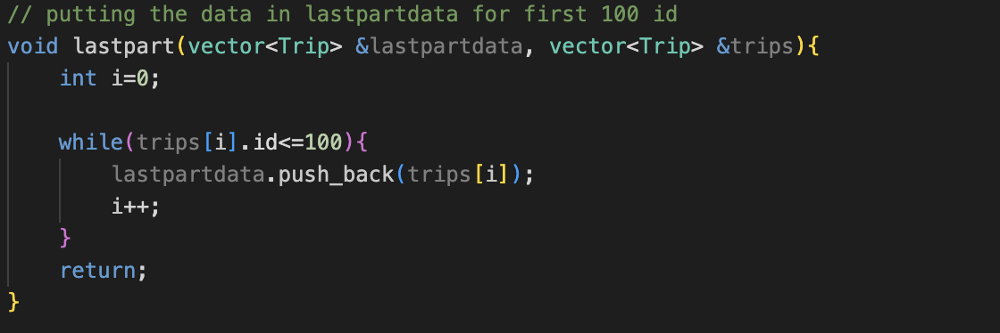 // putting the data in lastpartdata for first 100 id
void lastpart(vector<Trip> &lastpartdata, vector<Trip> &trips){
    int i=0;

    while(trips[i].id<=100){
        lastpartdata.push_back(trips[i]);
        i++;
    }
    return;
}